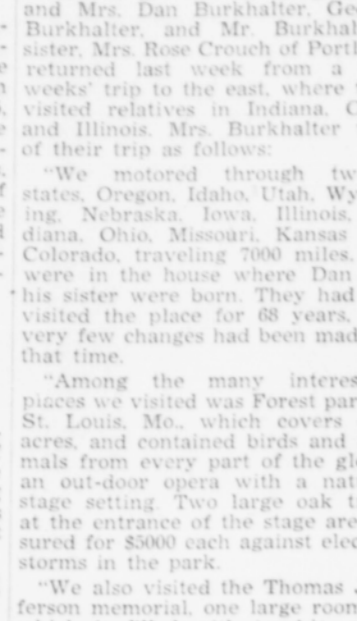 and Mrs. Dan Burkhalter, Geo
Burkhalter, and Mr. Burkhal
sister, Mrs. Rose Crouch of Portl
returned last week from a
weeks' trip to the east, where
visited relatives in Indiana, O
and Illinois. Mrs. Burkhalter
of their trip as follows:
"We motored through tw
states, Oregon, Idaho, Utah, Wy
ing, Nebraska, Iowa, Illinois,
diana, Ohio, Missouri, Kansas
Colorado, traveling 7000 miles.
were in the house where Dan
his sister were born. They had
visited the place for 68 years,
very few changes had been mad
that time.
"Among the many interes
places we visited was Forest par
St. Louis, Mo., which covers
acres, and contained birds and
mals from every part of the glo
an out-door opera with a nat
stage setting. Two large oak t
at the entrance of the stage are
sured for $5000 each against elec
storms in the park.
"We also visited the Thomas J
ferson memorial, one large room